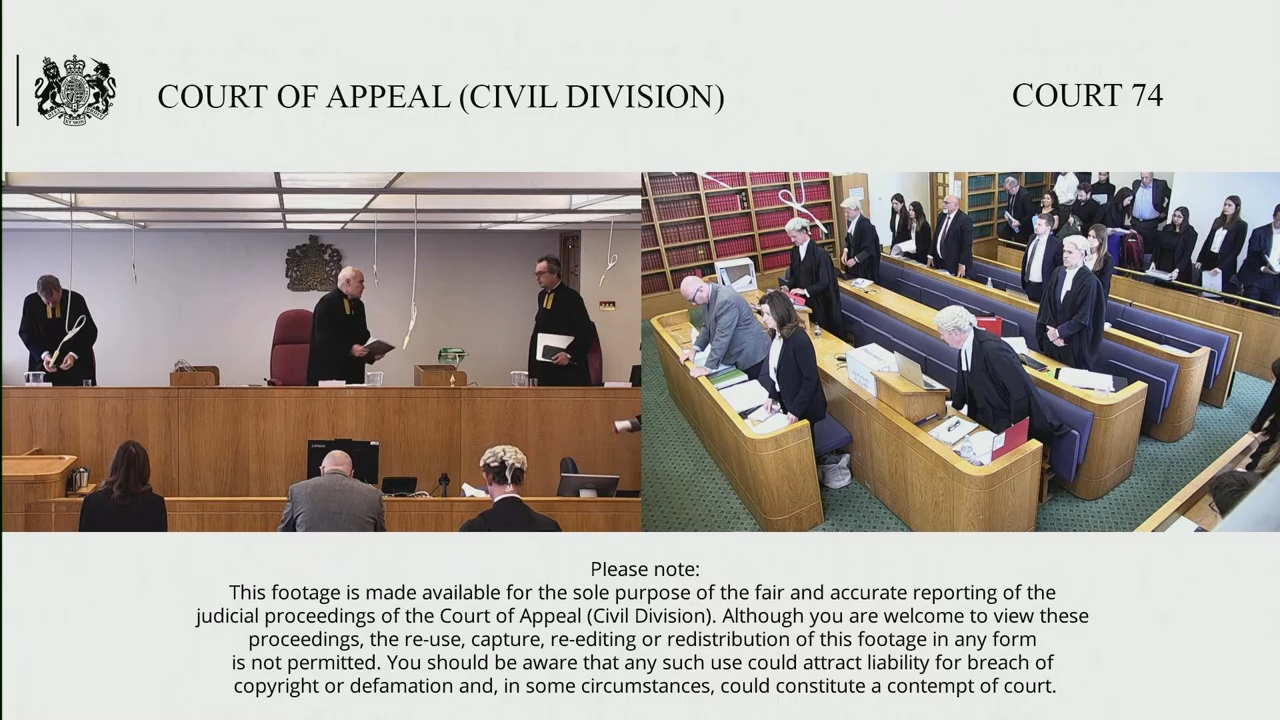 COURT OF APPEAL (CIVIL DIVISION)
COURT 74
Please note:
This footage is made available for the sole purpose of the fair and accurate reporting of the
judicial proceedings of the Court of Appeal (Civil Division). Although you are welcome to view these
proceedings, the re-use, capture, re-editing or redistribution of this footage in any form
is not permitted. You should be aware that any such use could attract liability for breach of
copyright or defamation and, in some circumstances, could constitute a contempt of court.